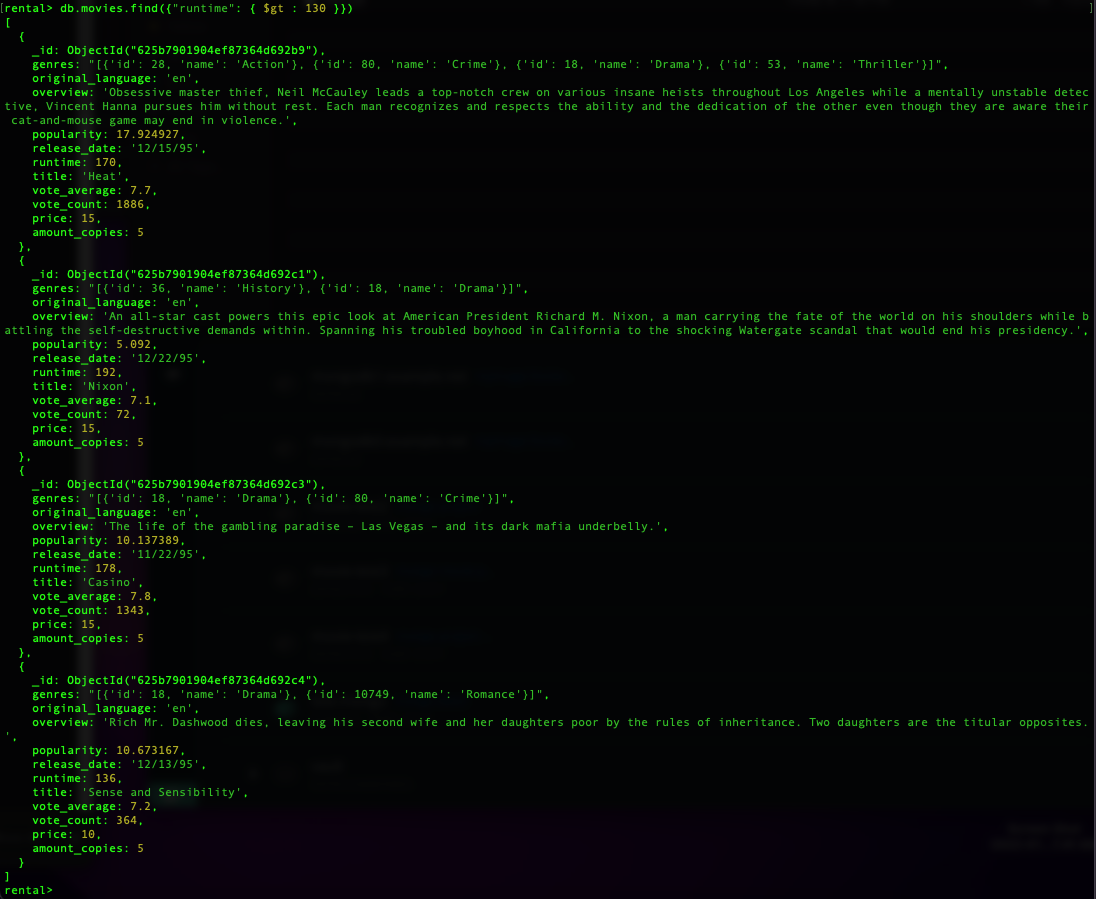 [rental> db.movies.find({"runtime": { $gt : 130 }}) ]
[
  {
    _id: ObjectId("625b7901904ef87364d692b9"),
    genres: "[{'id': 28, 'name': 'Action'}, {'id': 80, 'name': 'Crime'}, {'id': 18, 'name': 'Drama'}, {'id': 53, 'name': 'Thriller'}]",
    original_language: 'en',
    overview: 'Obsessive master thief, Neil McCauley leads a top-notch crew on various insane heists throughout Los Angeles while a mentally unstable detec
tive, Vincent Hanna pursues him without rest. Each man recognizes and respects the ability and the dedication of the other even though they are aware their
 cat-and-mouse game may end in violence.',
    popularity: 17.924927,
    release_date: '12/15/95',
    runtime: 170,
    title: 'Heat',
    vote_average: 7.7,
    vote_count: 1886,
    price: 15,
    amount_copies: 5
  },
  {
    _id: ObjectId("625b7901904ef87364d692c1"),
    genres: "[{'id': 36, 'name': 'History'}, {'id': 18, 'name': 'Drama'}]",
    original_language: 'en',
    overview: 'An all-star cast powers this epic look at American President Richard M. Nixon, a man carrying the fate of the world on his shoulders while b
attling the self-destructive demands within. Spanning his troubled boyhood in California to the shocking Watergate scandal that would end his presidency.',
    popularity: 5.092,
    release_date: '12/22/95',
    runtime: 192,
    title: 'Nixon',
    vote_average: 7.1,
    vote_count: 72,
    price: 15,
    amount_copies: 5
  },
  {
    _id: ObjectId("625b7901904ef87364d692c3"),
    genres: "[{'id': 18, 'name': 'Drama'}, {'id': 80, 'name': 'Crime'}]",
    original_language: 'en',
    overview: 'The life of the gambling paradise – Las Vegas – and its dark mafia underbelly.',
    popularity: 10.137389,
    release_date: '11/22/95',
    runtime: 178,
    title: 'Casino',
    vote_average: 7.8,
    vote_count: 1343,
    price: 15,
    amount_copies: 5
  },
  {
    _id: ObjectId("625b7901904ef87364d692c4"),
    genres: "[{'id': 18, 'name': 'Drama'}, {'id': 10749, 'name': 'Romance'}]",
    original_language: 'en',
    overview: 'Rich Mr. Dashwood dies, leaving his second wife and her daughters poor by the rules of inheritance. Two daughters are the titular opposites.
',
    popularity: 10.673167,
    release_date: '12/13/95',
    runtime: 136,
    title: 'Sense and Sensibility',
    vote_average: 7.2,
    vote_count: 364,
    price: 10,
    amount_copies: 5
  }
]
rental>